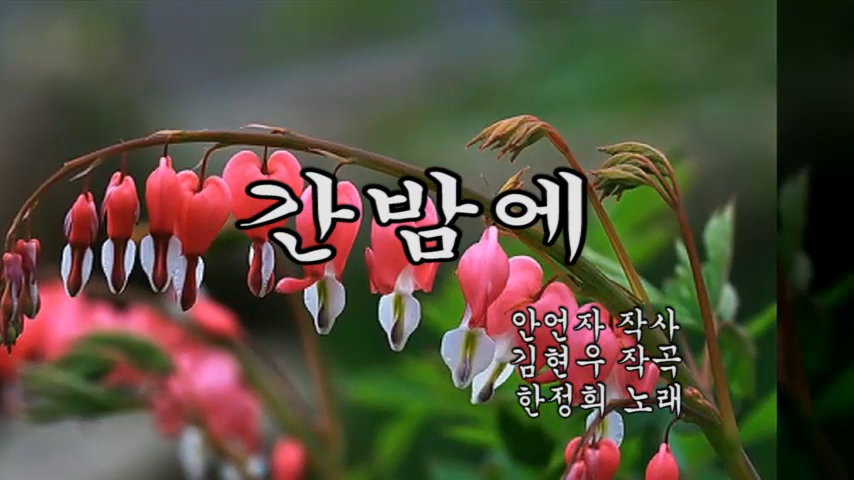 간밤에
안언자 작사
김현우 작곡
한정희 노래